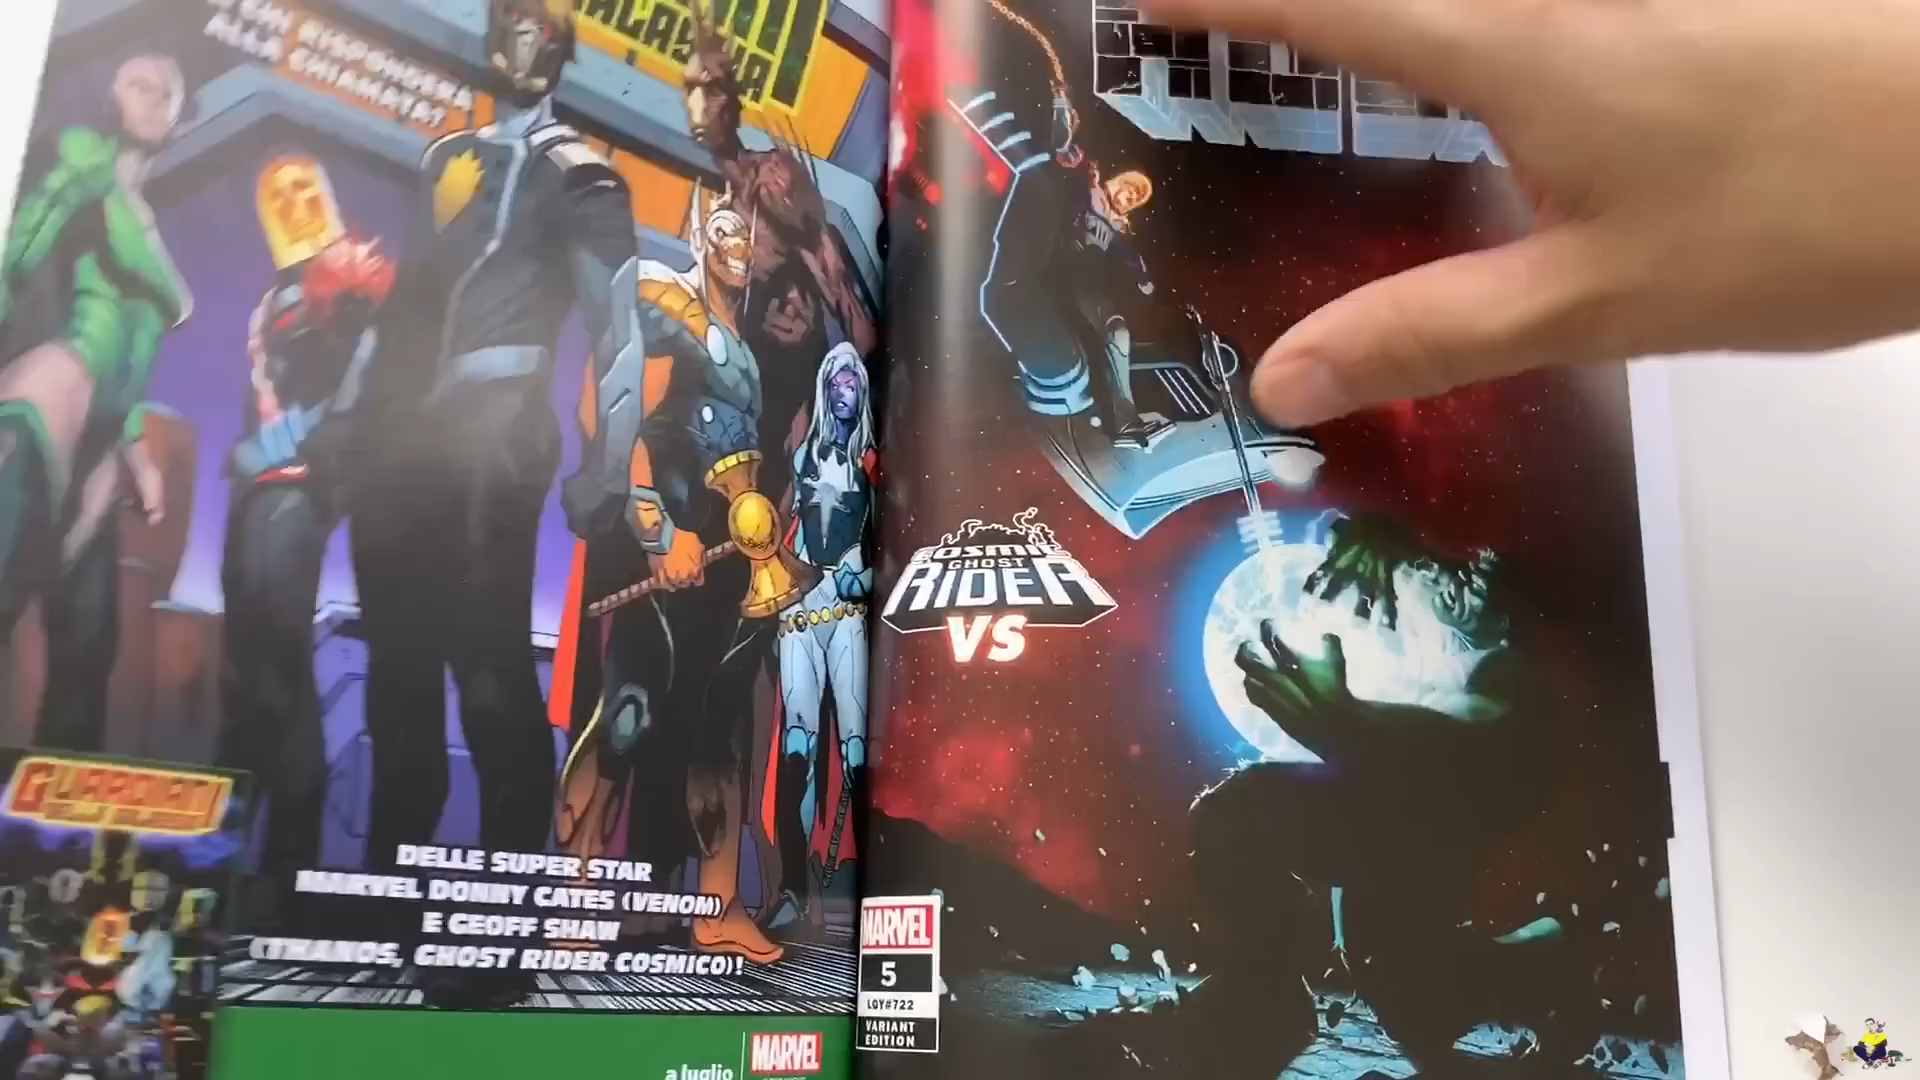 RISPONDERÀ
ALLA CHIAMATA?
DELLE SUPER STAR
MARVEL DONNY CATES (VENOM)
E GEOFF SHAW
(THANOS, GHOST RIDER COSMICO)!
a luglio
MARVEL
COSMIC
GHOST
RIDER
VS
MARVEL
5
LGY#722
VARIANT
EDITION